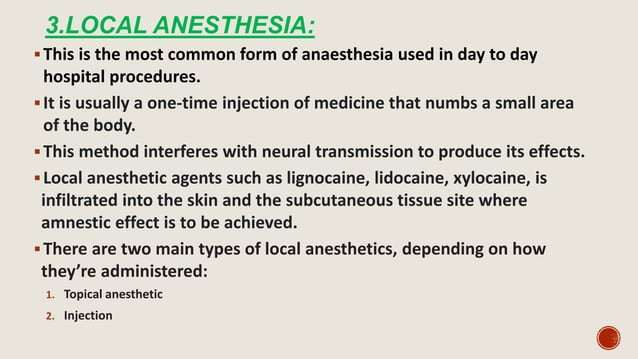 3.LOCAL ANESTHESIA:
▪This is the most common form of anaesthesia used in day to day
hospital procedures.
▪It is usually a one-time injection of medicine that numbs a small area
of the body.
▪This method interferes with neural transmission to produce its effects.
▪Local anesthetic agents such as lignocaine, lidocaine, xylocaine, is
infiltrated into the skin and the subcutaneous tissue site where
amnestic effect is to be achieved.
▪There are two main types of local anesthetics, depending on how
they’re administered:
1. Topical anesthetic
2. Injection